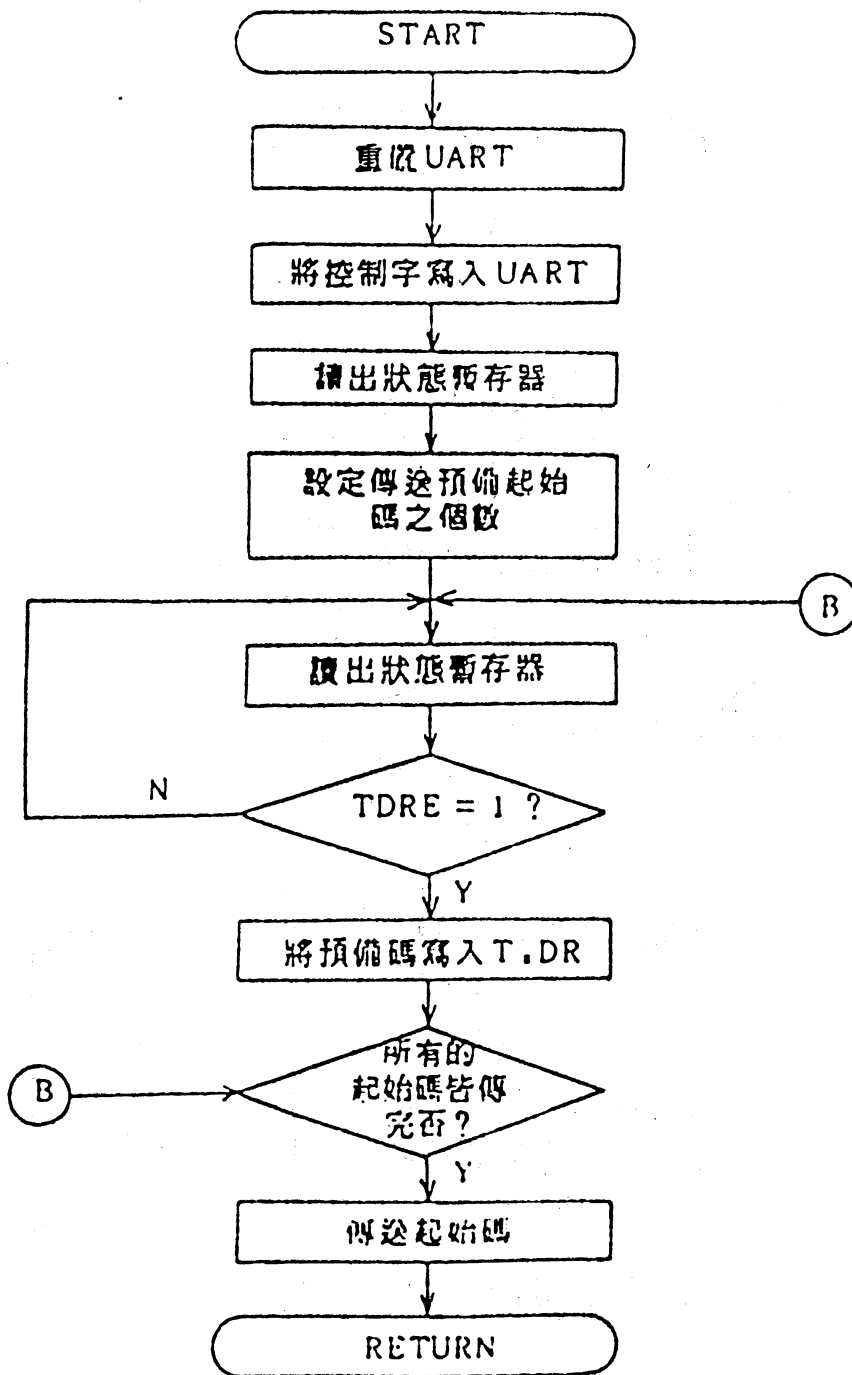 START
重設UART
將控制字寫入UART
讀出狀態暫存器
設定傳送預備起始
碼之個數
B
讀出狀態暫存器
N
TDRE = 1 ?
Y
將預備碼寫入T.DR
所有的
B
起始碼皆傳
完否?
Y
傳送起始碼
RETURN